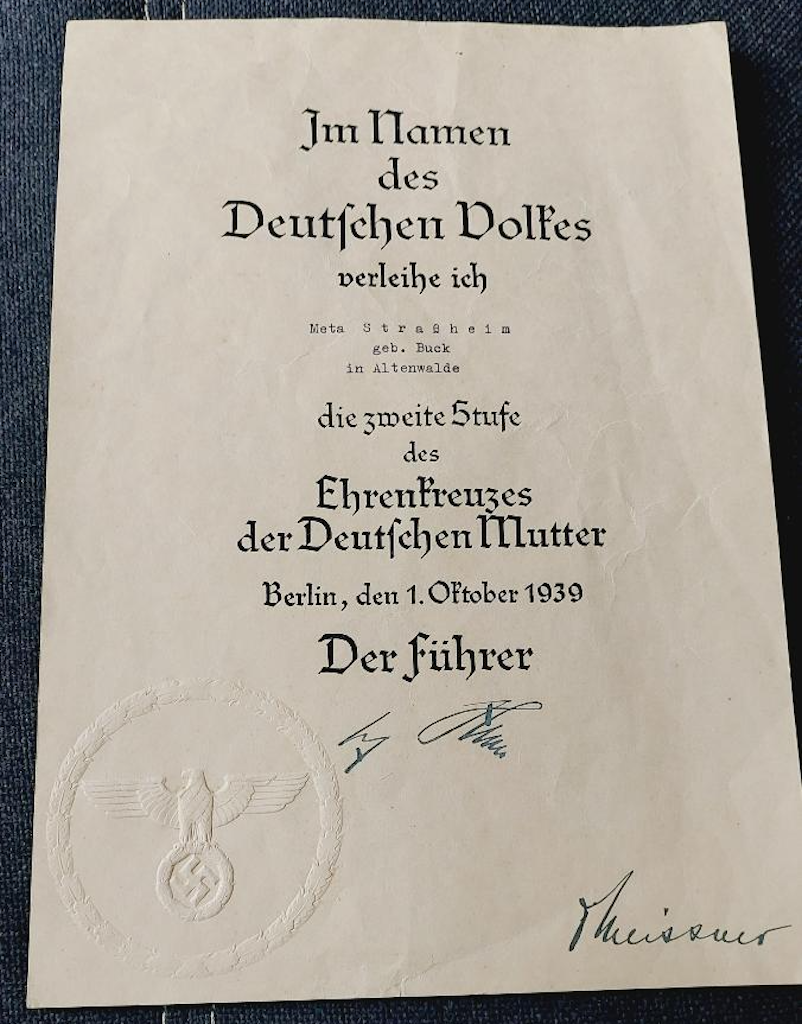 Im Namen
des
Deutschen Volkes
verleihe ich
Meta S t r a ß h e i m
geb. Buck
in Altenwalde
die zweite Stufe
des
Ehrenkreuzes
der Deutschen Mutter
Berlin, den 1. Oktober 1939
Der Führer
Meissner